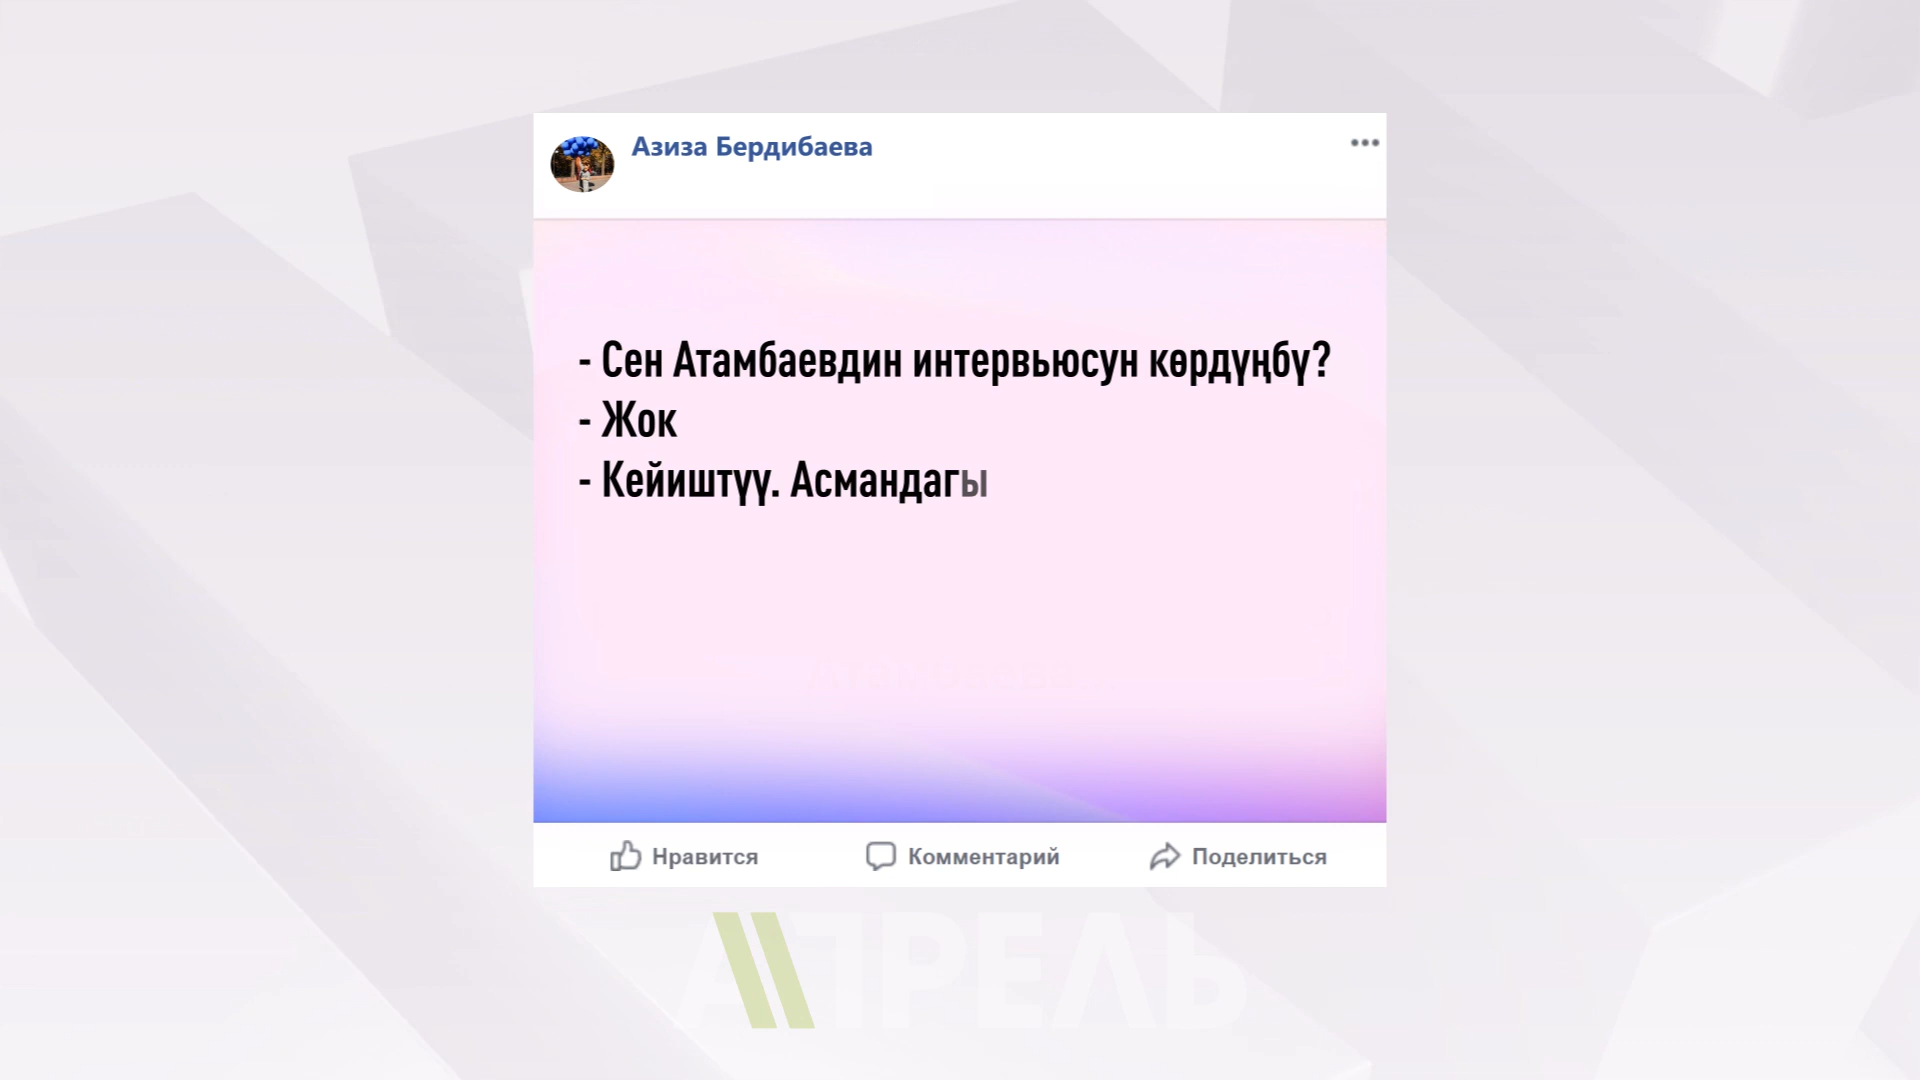 Азиза Бердибаева
- Сен Атамбаевдин интервьюсун көрдүңбү?
- Жок
- Кейиштүү. Асмандагы
Нравится
Комментарий
Поделиться
АПРЕЛЬ